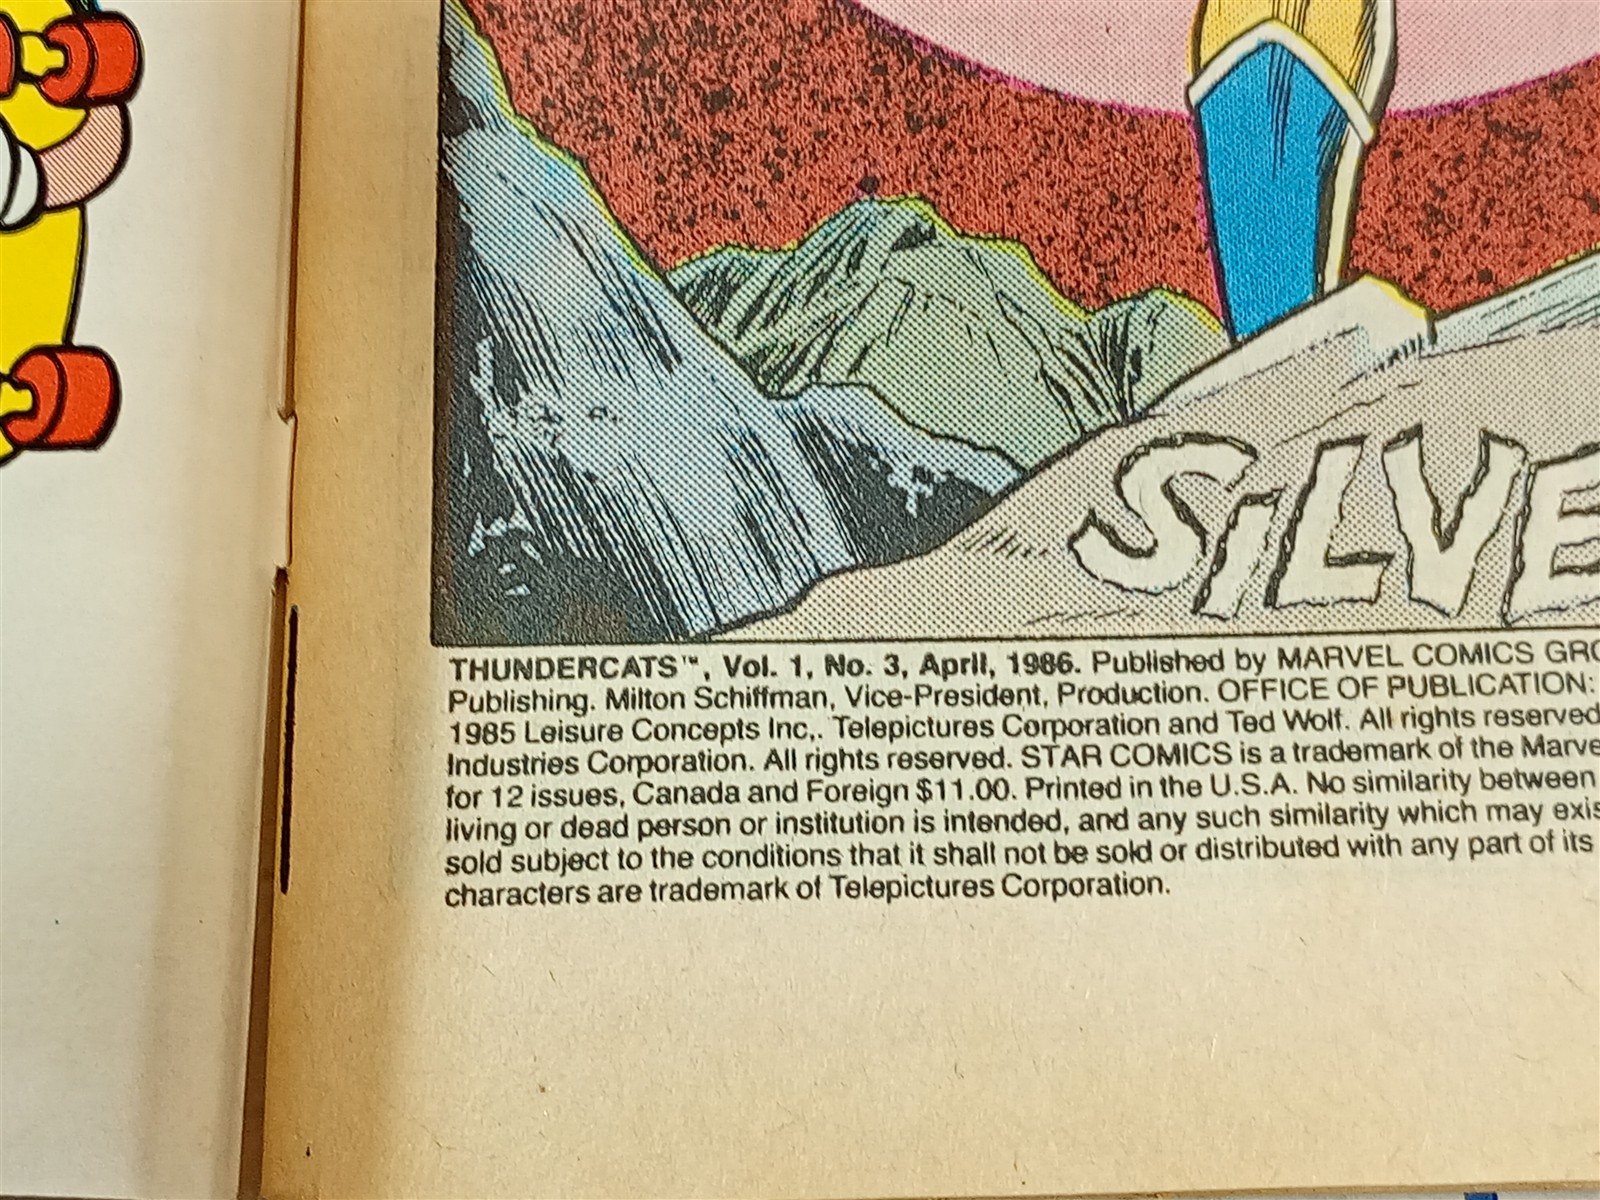 SILVE
THUNDERCATS™, Vol. 1, No. 3, April, 1986. Published by MARVEL COMICS
Publishing. Milton Schiffman, Vice-President, Production. OFFICE OF PUBLICATION:
1985 Leisure Concepts Inc,. Telepictures Corporation and Ted Wolf. All rights reserved
Industries Corporation. All rights reserved. STAR COMICS is a trademark of the Marve
for 12 issues, Canada and Foreign $11.00. Printed in the U.S.A. No similarity between
living or dead person or institution is intended, and any such similarity which may exis
sold subject to the conditions that it shall not be sold or distributed with any part of its
characters are trademark of Telepictures Corporation.